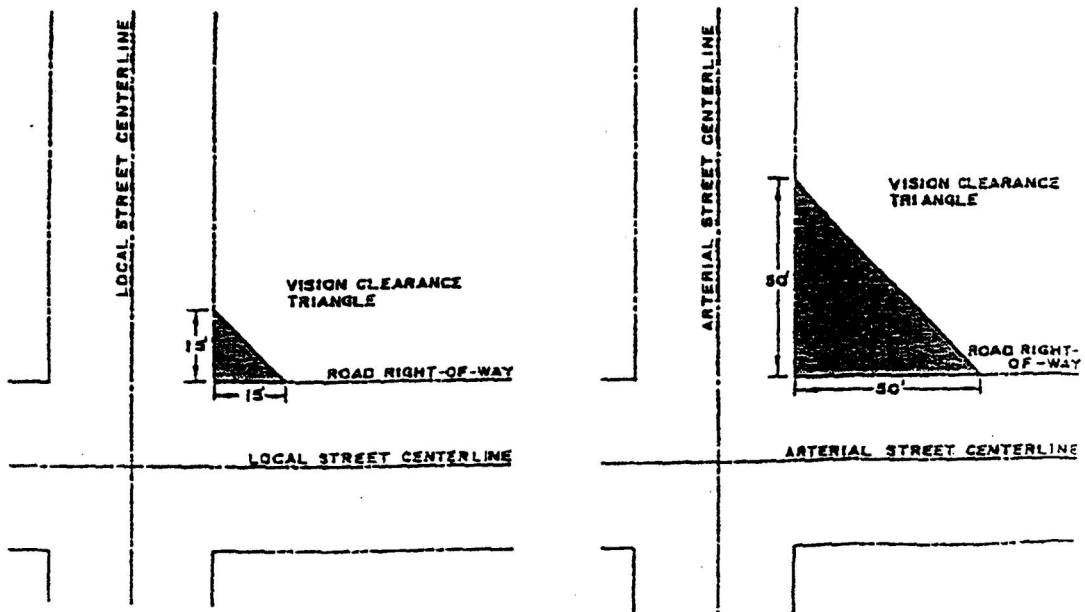 LOCAL STREET CENTERLINE
VISION CLEARANCE
TRIANGLE
15'
15'
ROAD RIGHT-OF-WAY
LOCAL STREET CENTERLINE
ARTERIAL STREET CENTERLINE
VISION CLEARANCE
TRIANGLE
50'
50'
ROAD RIGHT-
OF-WAY
ARTERIAL STREET CENTERLINE